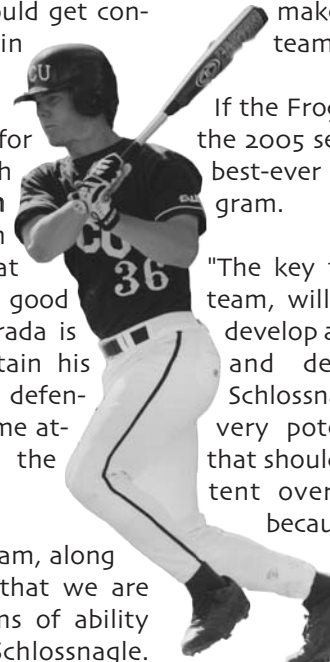 ould get con-
in
for
h
n
n
at
good
rada is
tain his
defen-
me at-
the
am, along
that we are
ns of ability
Schlossnagle.
CU
CU
36
make
team
If the Frog
the 2005 se
best-ever
gram.
"The key t
team, will
develop a
and de
Schlossna
very pote
that shoul
tent over
becau